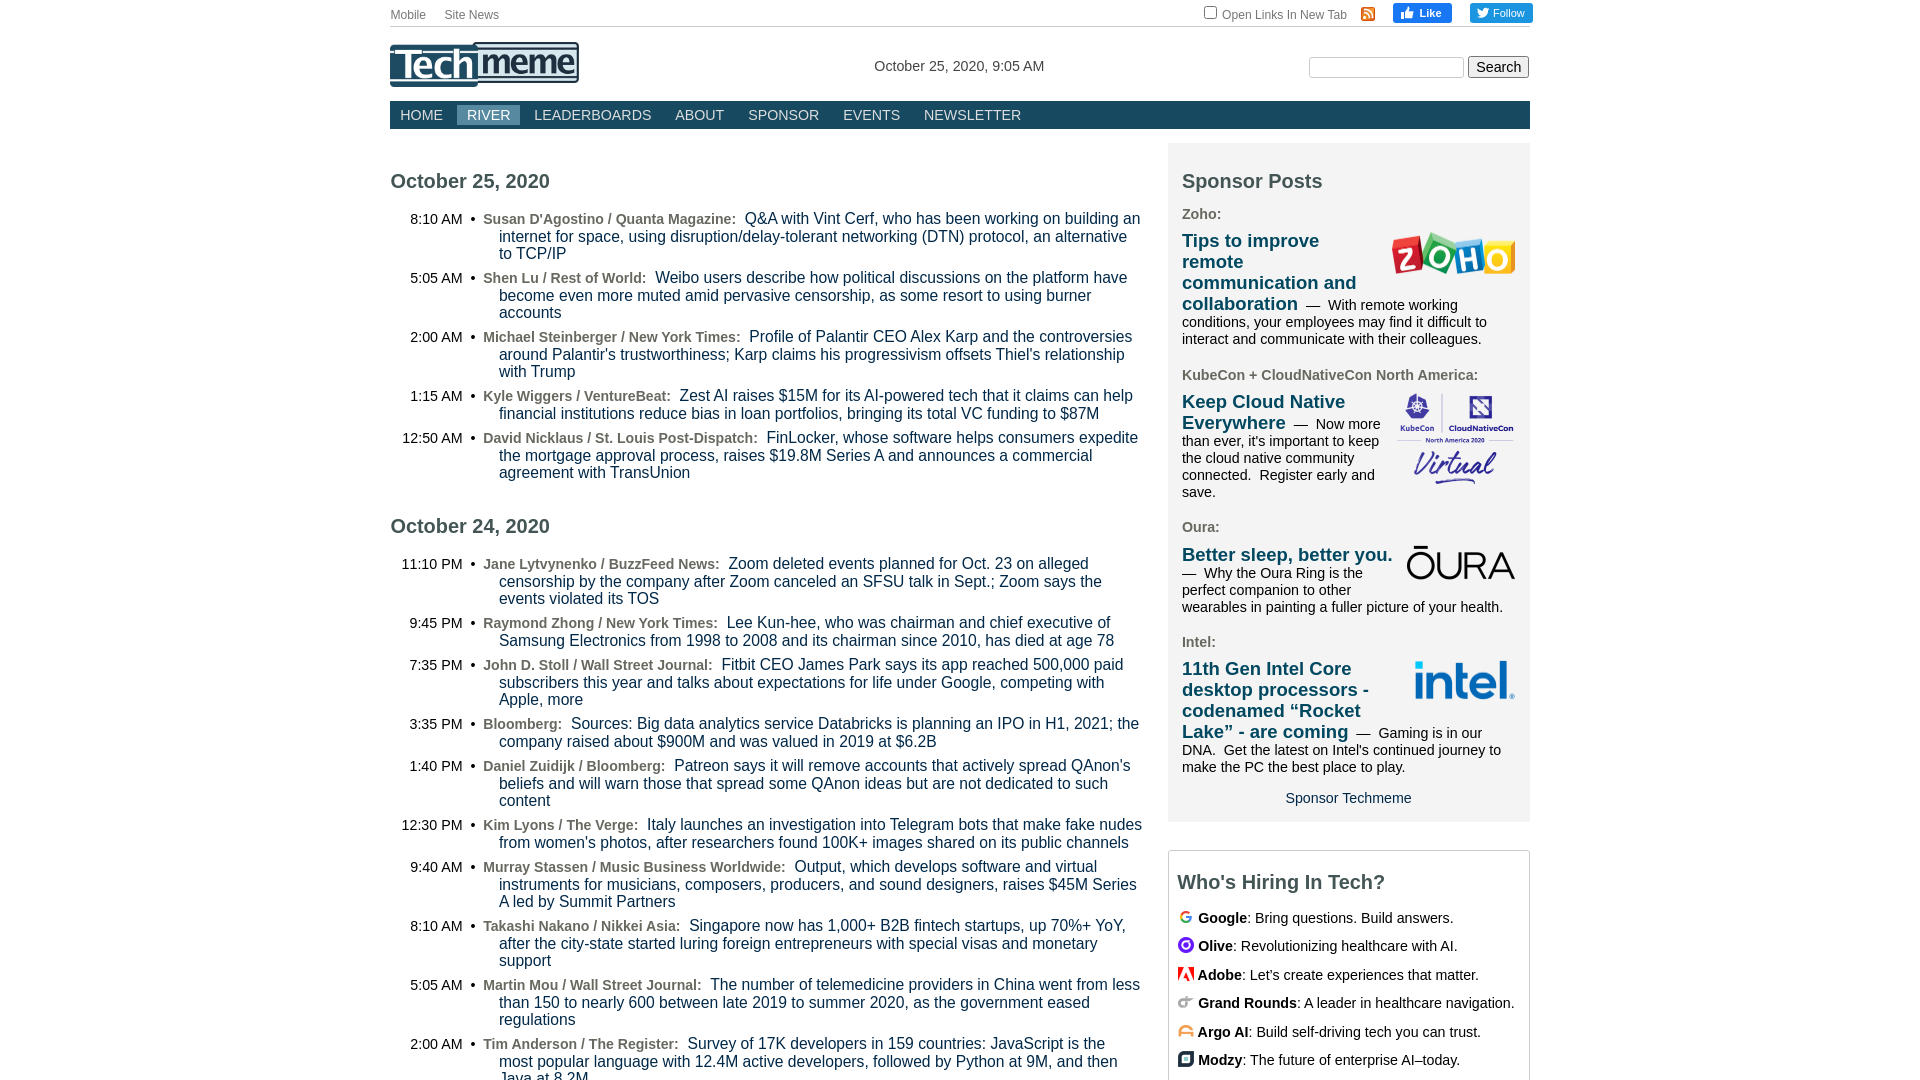 Mobile Site News
Open Links In New Tab Like Follow
Techmeme
October 25, 2020, 9:05 AM
Search
HOME RIVER LEADERBOARDS ABOUT SPONSOR EVENTS NEWSLETTER
October 25, 2020
8:10 AM • Susan D'Agostino / Quanta Magazine: Q&A with Vint Cerf, who has been working on building an
internet for space, using disruption/delay-tolerant networking (DTN) protocol, an alternative
to TCP/IP
5:05 AM • Shen Lu / Rest of World: Weibo users describe how political discussions on the platform have
become even more muted amid pervasive censorship, as some resort to using burner
accounts
2:00 AM • Michael Steinberger / New York Times: Profile of Palantir CEO Alex Karp and the controversies
around Palantir's trustworthiness; Karp claims his progressivism offsets Thiel's relationship
with Trump
1:15 AM • Kyle Wiggers / VentureBeat: Zest AI raises $15M for its AI-powered tech that it claims can help
financial institutions reduce bias in loan portfolios, bringing its total VC funding to $87M
12:50 AM • David Nicklaus / St. Louis Post-Dispatch: FinLocker, whose software helps consumers expedite
the mortgage approval process, raises $19.8M Series A and announces a commercial
agreement with TransUnion
October 24, 2020
11:10 PM • Jane Lytvynenko / BuzzFeed News: Zoom deleted events planned for Oct. 23 on alleged
censorship by the company after Zoom canceled an SFSU talk in Sept.; Zoom says the
events violated its TOS
9:45 PM • Raymond Zhong / New York Times: Lee Kun-hee, who was chairman and chief executive of
Samsung Electronics from 1998 to 2008 and its chairman since 2010, has died at age 78
7:35 PM • John D. Stoll / Wall Street Journal: Fitbit CEO James Park says its app reached 500,000 paid
subscribers this year and talks about expectations for life under Google, competing with
Apple, more
3:35 PM • Bloomberg: Sources: Big data analytics service Databricks is planning an IPO in H1, 2021; the
company raised about $900M and was valued in 2019 at $6.2B
1:40 PM • Daniel Zuidijk / Bloomberg: Patreon says it will remove accounts that actively spread QAnon's
beliefs and will warn those that spread some QAnon ideas but are not dedicated to such
content
12:30 PM • Kim Lyons / The Verge: Italy launches an investigation into Telegram bots that make fake nudes
from women's photos, after researchers found 100K+ images shared on its public channels
9:40 AM • Murray Stassen / Music Business Worldwide: Output, which develops software and virtual
instruments for musicians, composers, producers, and sound designers, raises $45M Series
A led by Summit Partners
8:10 AM • Takashi Nakano / Nikkei Asia: Singapore now has 1,000+ B2B fintech startups, up 70%+ YoY,
after the city-state started luring foreign entrepreneurs with special visas and monetary
support
5:05 AM • Martin Mou / Wall Street Journal: The number of telemedicine providers in China went from less
than 150 to nearly 600 between late 2019 to summer 2020, as the government eased
regulations
2:00 AM • Tim Anderson / The Register: Survey of 17K developers in 159 countries: JavaScript is the
most popular language with 12.4M active developers, followed by Python at 9M, and then
Java at 8.2M
Sponsor Posts
Zoho:
ZOHO
Tips to improve
remote
communication and
collaboration — With remote working
conditions, your employees may find it difficult to
interact and communicate with their colleagues.
KubeCon + CloudNativeCon North America:
KubeCon CloudNativeCon
North America 2020
Virtual
Keep Cloud Native
Everywhere — Now more
than ever, it's important to keep
the cloud native community
connected. Register early and
save.
Oura:
ŌURA
Better sleep, better you.
— Why the Oura Ring is the
perfect companion to other
wearables in painting a fuller picture of your health.
Intel:
intel®
11th Gen Intel Core
desktop processors -
codenamed “Rocket
Lake” - are coming — Gaming is in our
DNA. Get the latest on Intel's continued journey to
make the PC the best place to play.
Sponsor Techmeme
Who's Hiring In Tech?
Google: Bring questions. Build answers.
Olive: Revolutionizing healthcare with AI.
Adobe: Let’s create experiences that matter.
Grand Rounds: A leader in healthcare navigation.
Argo AI: Build self-driving tech you can trust.
Modzy: The future of enterprise AI–today.